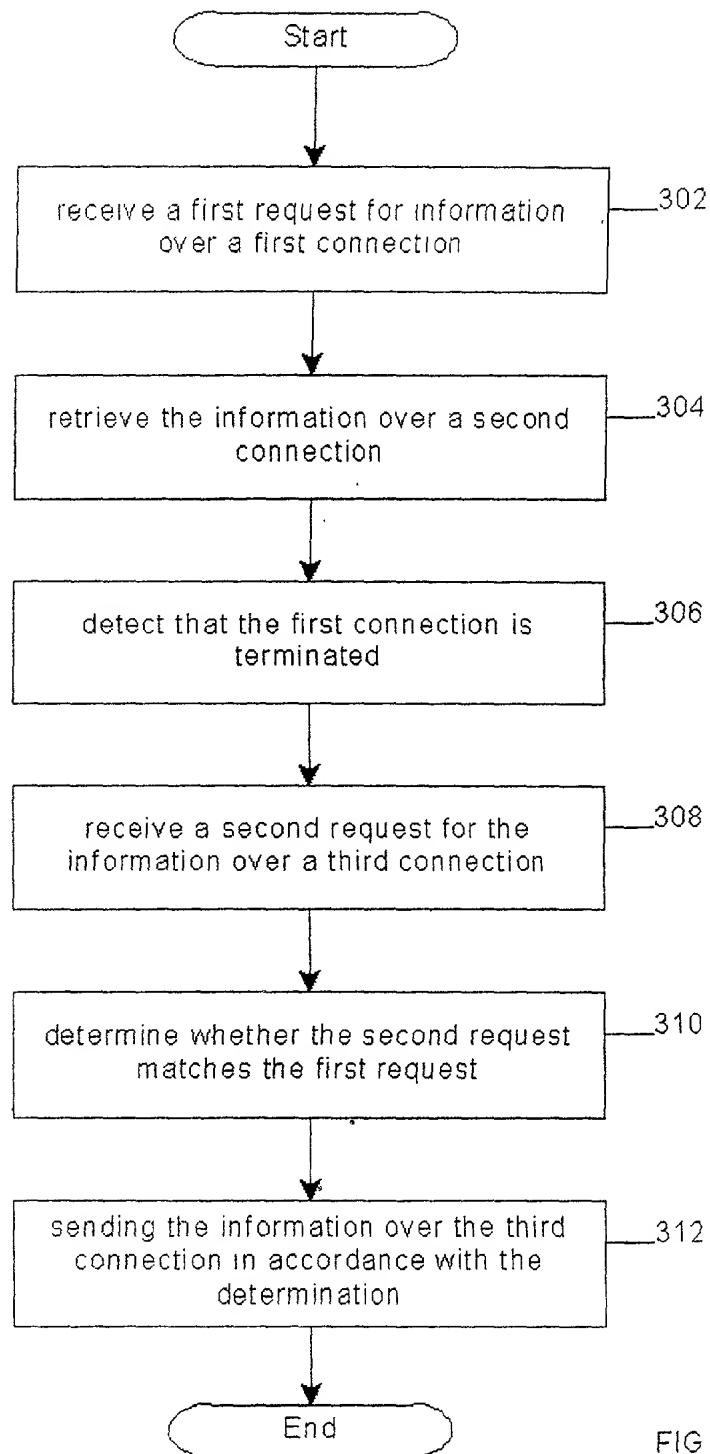 Start
receive a first request for information
over a first connection
302
retrieve the information over a second
connection
304
detect that the first connection is
terminated
306
receive a second request for the
information over a third connection
308
determine whether the second request
matches the first request
310
sending the information over the third
connection in accordance with the
determination
312
End
FIG